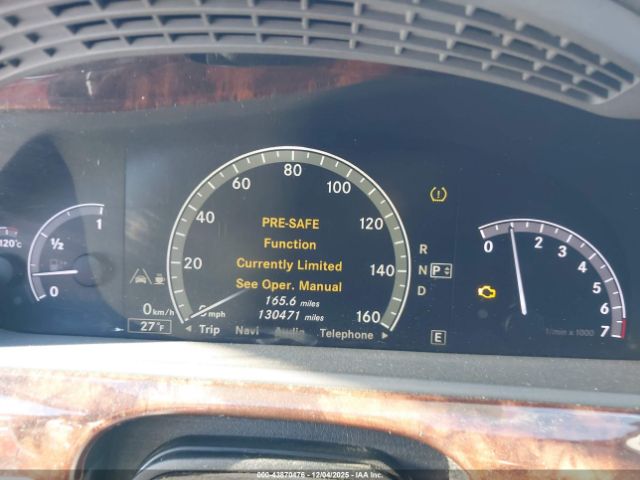 120°C
1
½
0
0 km/h
27 °F
0
20
40
60
80
100
120
140
160
mph
PRE-SAFE
Function
Currently Limited
See Oper. Manual
165.6 miles
130471 miles
Trip Navi Audio Telephone
R
N P
D
E
0
2
3
4
5
6
7
1/min x 1000
000-43870476 - 12/04/2025 - IAA Inc.